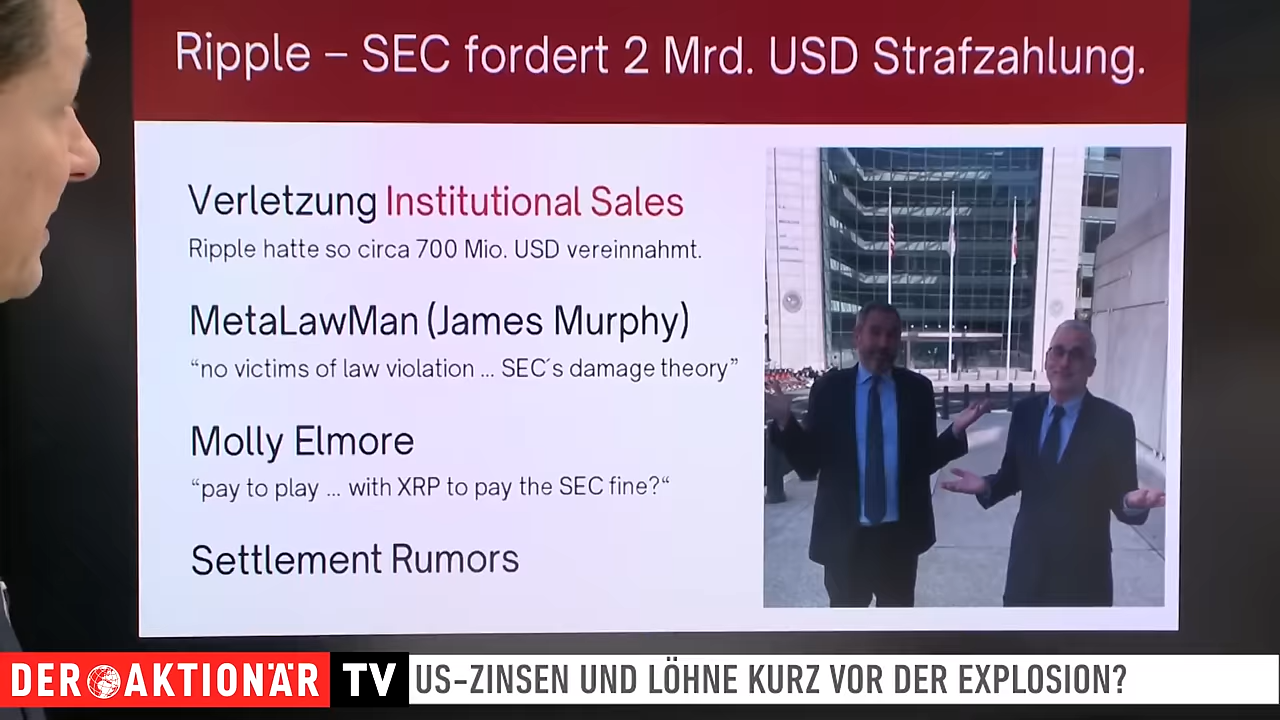 Ripple – SEC fordert 2 Mrd. USD Strafzahlung.
Verletzung Institutional Sales
Ripple hatte so circa 700 Mio. USD vereinnahmt.
MetaLawMan (James Murphy)
“no victims of law violation ... SEC´s damage theory”
Molly Elmore
“pay to play ... with XRP to pay the SEC fine?“
Settlement Rumors
DER AKTIONÄR TV
US-ZINSEN UND LÖHNE KURZ VOR DER EXPLOSION?